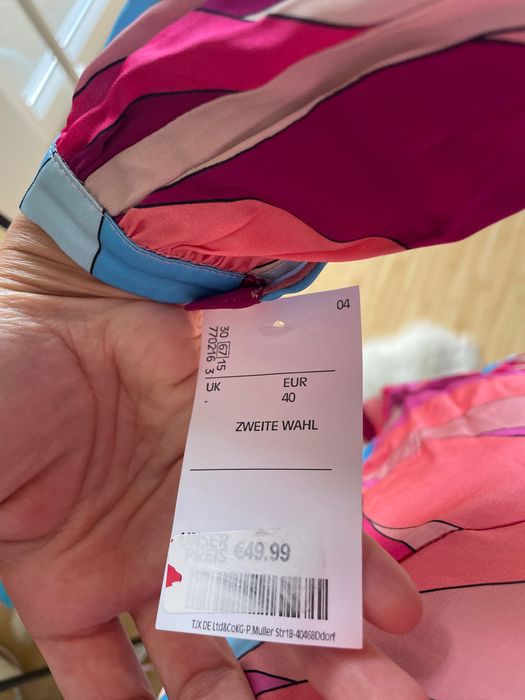 04
30 67 15
770216 3
UK EUR
- 40
ZWEITE WAHL
UNSER
PREIS €49.99
TJX DE Ltd&CoKG-P.Muller Str18-40468Ddorf